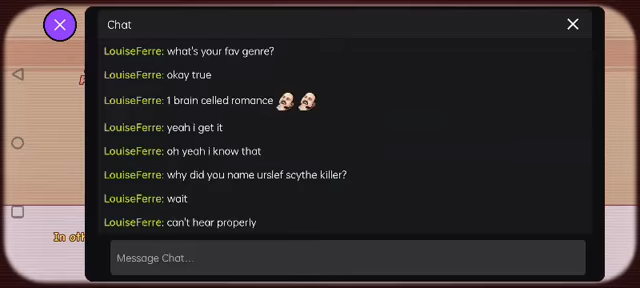 Chat
LouiseFerre: what's your fav genre?
LouiseFerre: okay true
LouiseFerre: 1 brain celled romance
LouiseFerre: yeah i get it
LouiseFerre: oh yeah i know that
LouiseFerre: why did you name urslef scythe killer?
LouiseFerre: wait
LouiseFerre: can't hear properly
In oth
Message Chat...